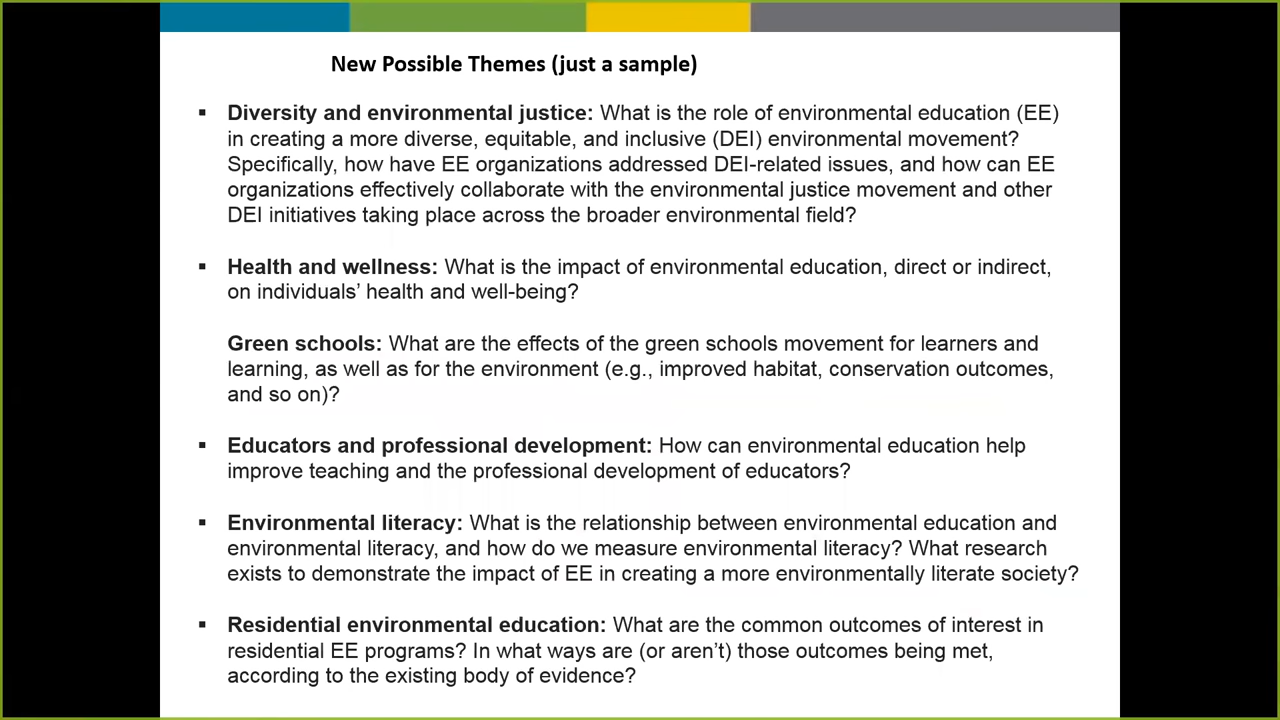 New Possible Themes (just a sample)
▪ Diversity and environmental justice: What is the role of environmental education (EE)
in creating a more diverse, equitable, and inclusive (DEI) environmental movement?
Specifically, how have EE organizations addressed DEI-related issues, and how can EE
organizations effectively collaborate with the environmental justice movement and other
DEI initiatives taking place across the broader environmental field?
▪ Health and wellness: What is the impact of environmental education, direct or indirect,
on individuals’ health and well-being?
Green schools: What are the effects of the green schools movement for learners and
learning, as well as for the environment (e.g., improved habitat, conservation outcomes,
and so on)?
▪ Educators and professional development: How can environmental education help
improve teaching and the professional development of educators?
▪ Environmental literacy: What is the relationship between environmental education and
environmental literacy, and how do we measure environmental literacy? What research
exists to demonstrate the impact of EE in creating a more environmentally literate society?
▪ Residential environmental education: What are the common outcomes of interest in
residential EE programs? In what ways are (or aren’t) those outcomes being met,
according to the existing body of evidence?